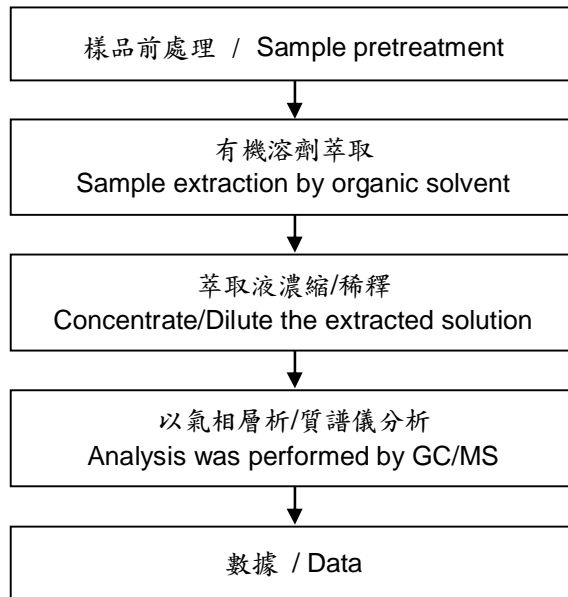 樣品前處理 / Sample pretreatment
有機溶劑萃取
Sample extraction by organic solvent
萃取液濃縮/稀釋
Concentrate/Dilute the extracted solution
以氣相層析/質譜儀分析
Analysis was performed by GC/MS
數據 / Data